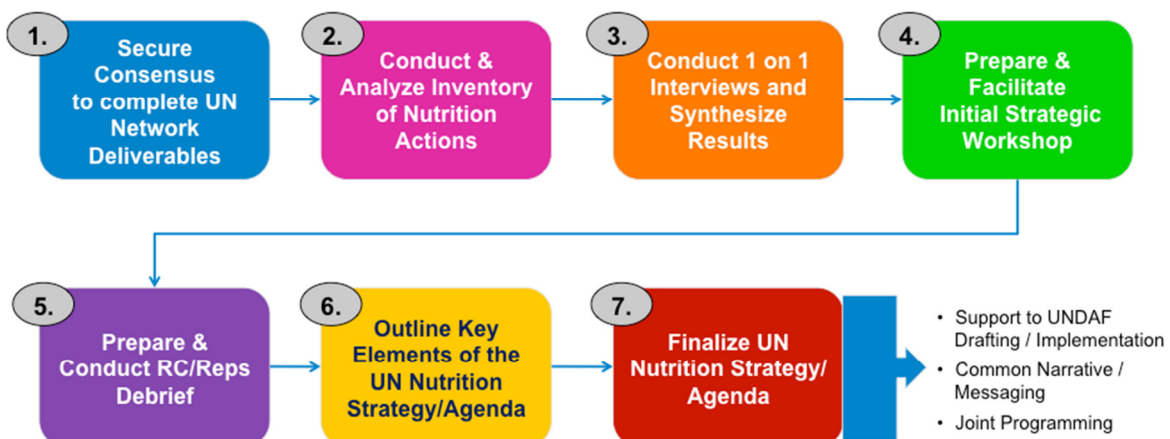 1.
Secure
Consensus
to complete UN
Network
Deliverables
2.
Conduct &
Analyze Inventory
of Nutrition
Actions
3.
Conduct 1 on 1
Interviews and
Synthesize
Results
4.
Prepare &
Facilitate
Initial Strategic
Workshop
5.
Prepare &
Conduct RC/Reps
Debrief
6.
Outline Key
Elements of the
UN Nutrition
Strategy/Agenda
7.
Finalize UN
Nutrition Strategy/
Agenda
• Support to UNDAF
Drafting / Implementation
• Common Narrative /
Messaging
• Joint Programming